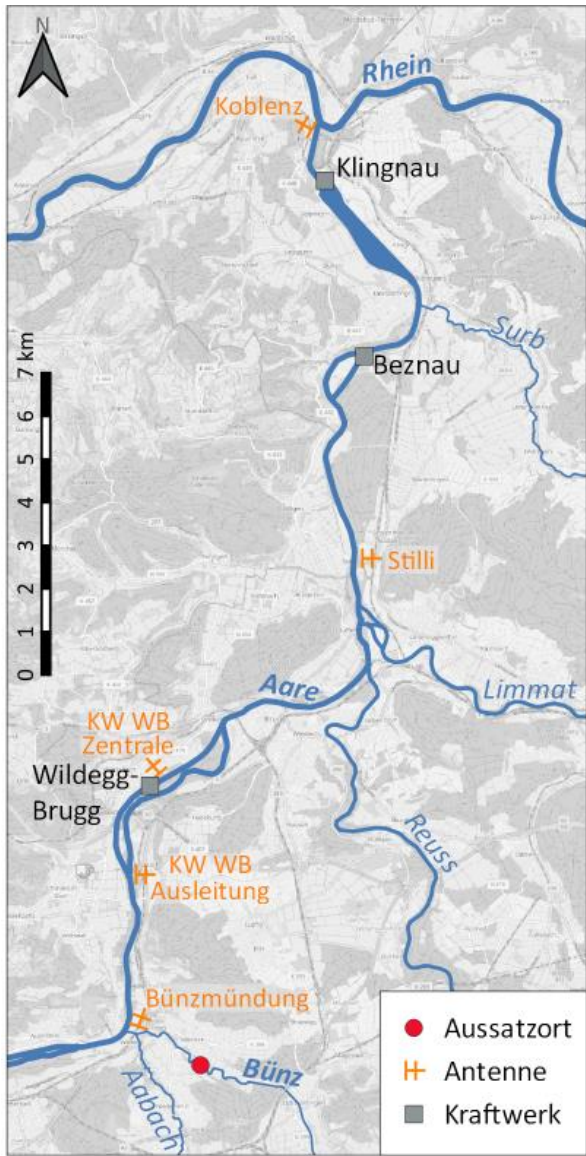 N
Rhein
Koblenz
Klingnau
Surb
Beznau
7 km
6
5
4
3
2
1
0
Stilli
Aare
Limmat
KW WB
Zentrale
Wildegg-
Brugg
Reuss
KW WB
Ausleitung
Bünzmündung
Bünz
Aabach
Aussatzort
Antenne
Kraftwerk